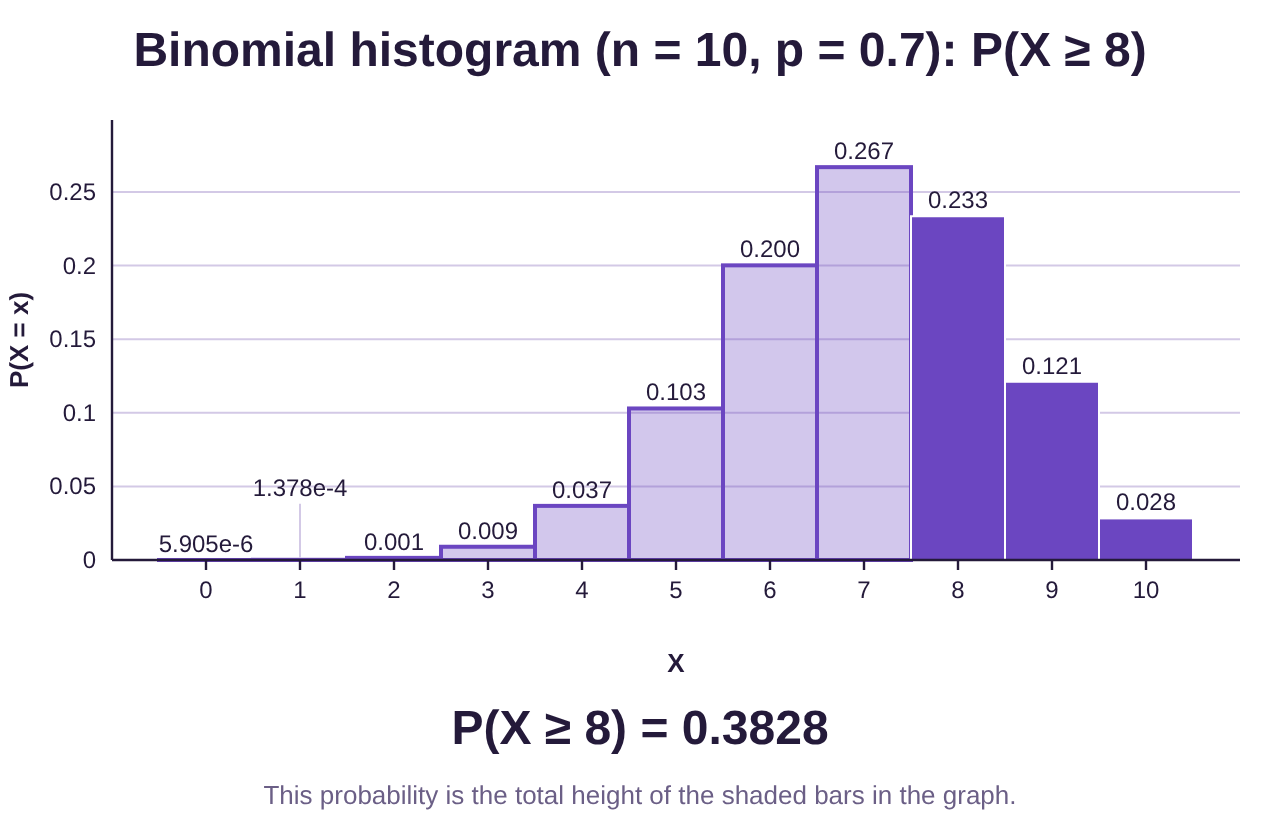 Binomial histogram (n = 10, p = 0.7): P(X ≥ 8)
P(X = x)
0.25
0.2
0.15
0.1
0.05
0
5.905e-6
1.378e-4
0.001
0.009
0.037
0.103
0.200
0.267
0.233
0.121
0.028
0 1 2 3 4 5 6 7 8 9 10
X
P(X ≥ 8) = 0.3828
This probability is the total height of the shaded bars in the graph.